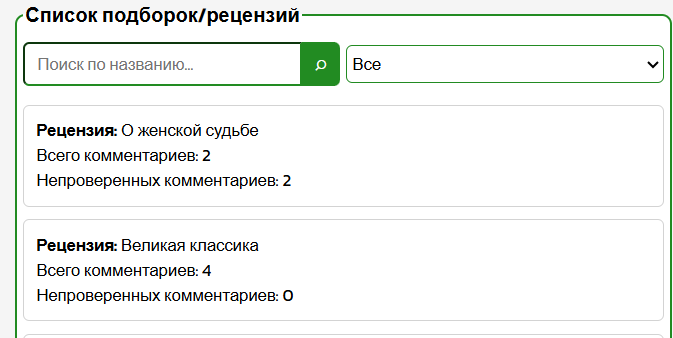 Список подборок/рецензий
Поиск по названию...
Все
Рецензия: О женской судьбе
Всего комментариев: 2
Непроверенных комментариев: 2
Рецензия: Великая классика
Всего комментариев: 4
Непроверенных комментариев: 0